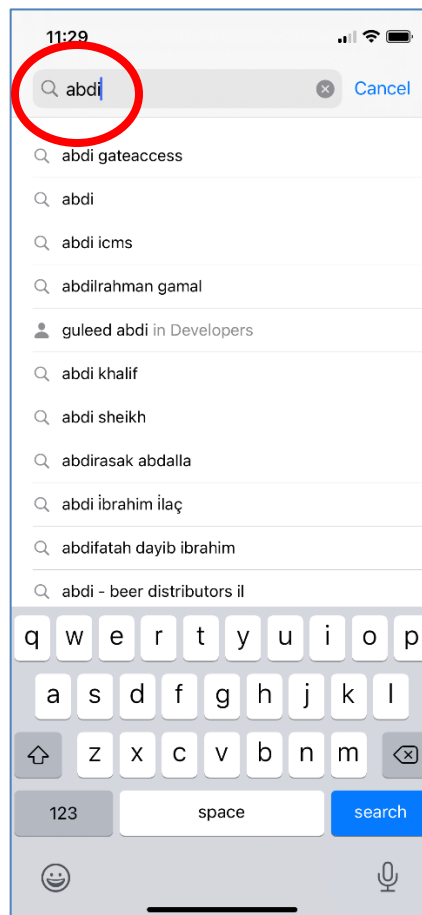 11:29
abdi
Cancel
abdi gateaccess
abdi
abdi icms
abdilrahman gamal
guleed abdi in Developers
abdi khalif
abdi sheikh
abdirasak abdalla
abdi i̇brahim i̇laç
abdifatah dayib ibrahim
abdi - beer distributors il
q w e r t y u i o p
a s d f g h j k l
z x c v b n m
123 space search